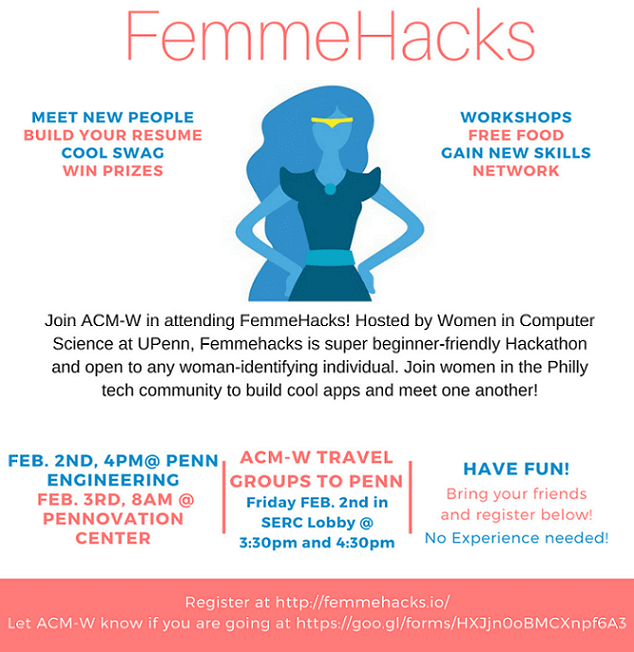 FemmeHacks
MEET NEW PEOPLE
BUILD YOUR RESUME
COOL SWAG
WIN PRIZES
WORKSHOPS
FREE FOOD
GAIN NEW SKILLS
NETWORK
Join ACM-W in attending FemmeHacks! Hosted by Women in Computer
Science at UPenn, Femmehacks is super beginner-friendly Hackathon
and open to any woman-identifying individual. Join women in the Philly
tech community to build cool apps and meet one another!
FEB. 2ND, 4PM@ PENN
ENGINEERING
FEB. 3RD, 8AM @
PENNOVATION
CENTER
ACM-W TRAVEL
GROUPS TO PENN
Friday FEB. 2nd in
SERC Lobby @
3:30pm and 4:30pm
HAVE FUN!
Bring your friends
and register below!
No Experience needed!
Register at http://femmehacks.io/
Let ACM-W know if you are going at https://goo.gl/forms/HXJjn0oBMCXnpf6A3